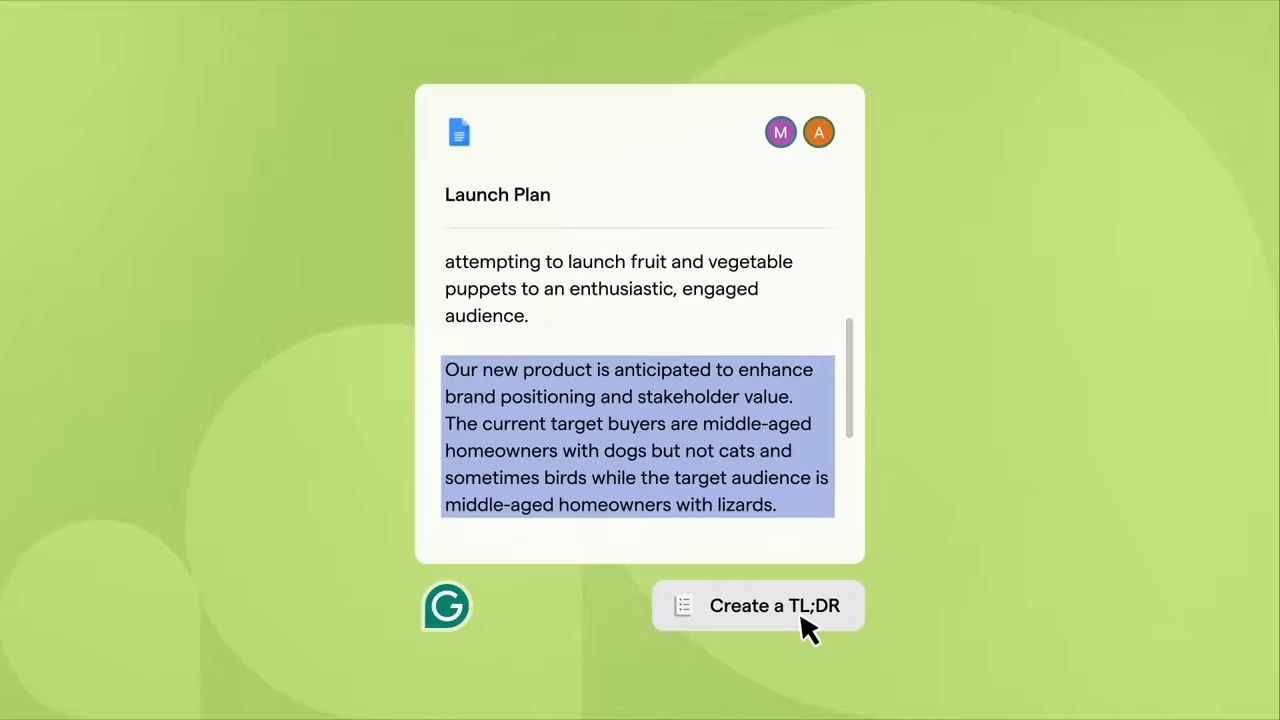 M A
Launch Plan
attempting to launch fruit and vegetable
puppets to an enthusiastic, engaged
audience.
Our new product is anticipated to enhance
brand positioning and stakeholder value.
The current target buyers are middle-aged
homeowners with dogs but not cats and
sometimes birds while the target audience is
middle-aged homeowners with lizards.
G
Create a TL;DR